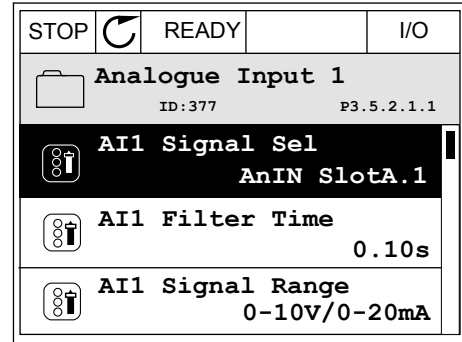 STOP READY I/O
Analogue Input 1
ID:377 P3.5.2.1.1
AI1 Signal Sel
AnIN SlotA.1
AI1 Filter Time
0.10s
AI1 Signal Range
0-10V/0-20mA